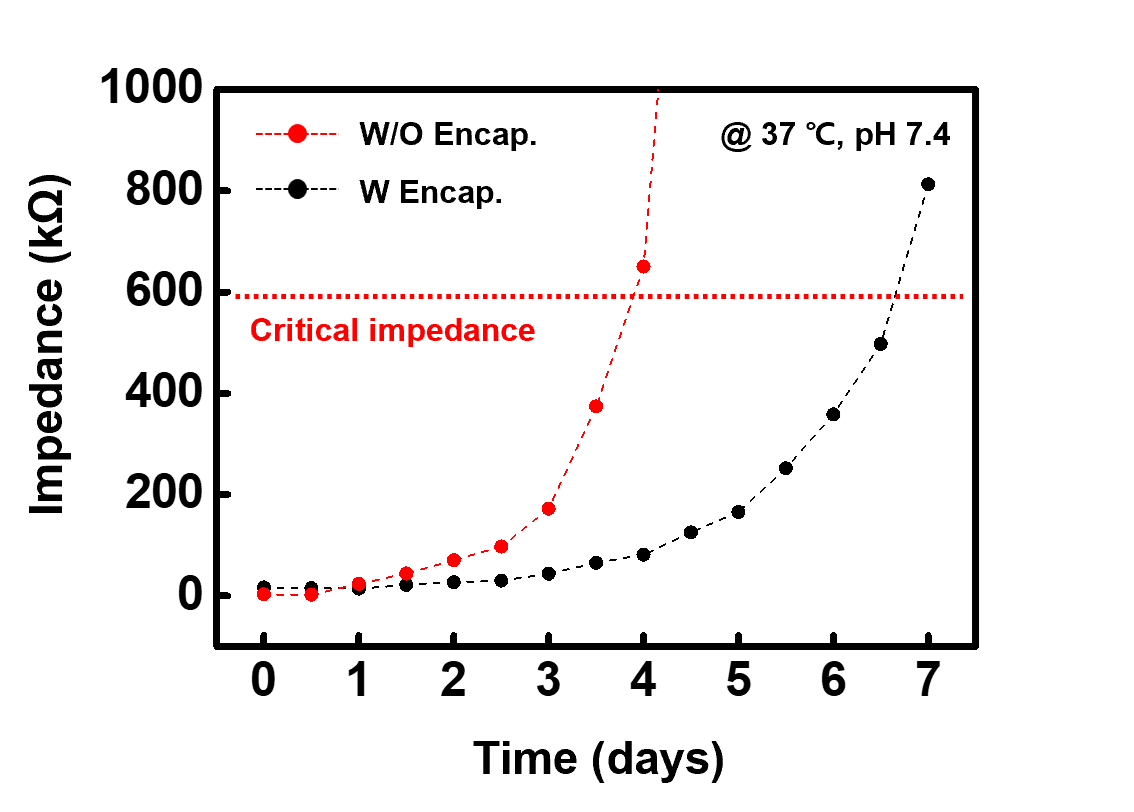 1000
800
600
400
200
0
Impedance (kΩ)
W/O Encap.
W Encap.
@ 37 ℃, pH 7.4
Critical impedance
0 1 2 3 4 5 6 7
Time (days)